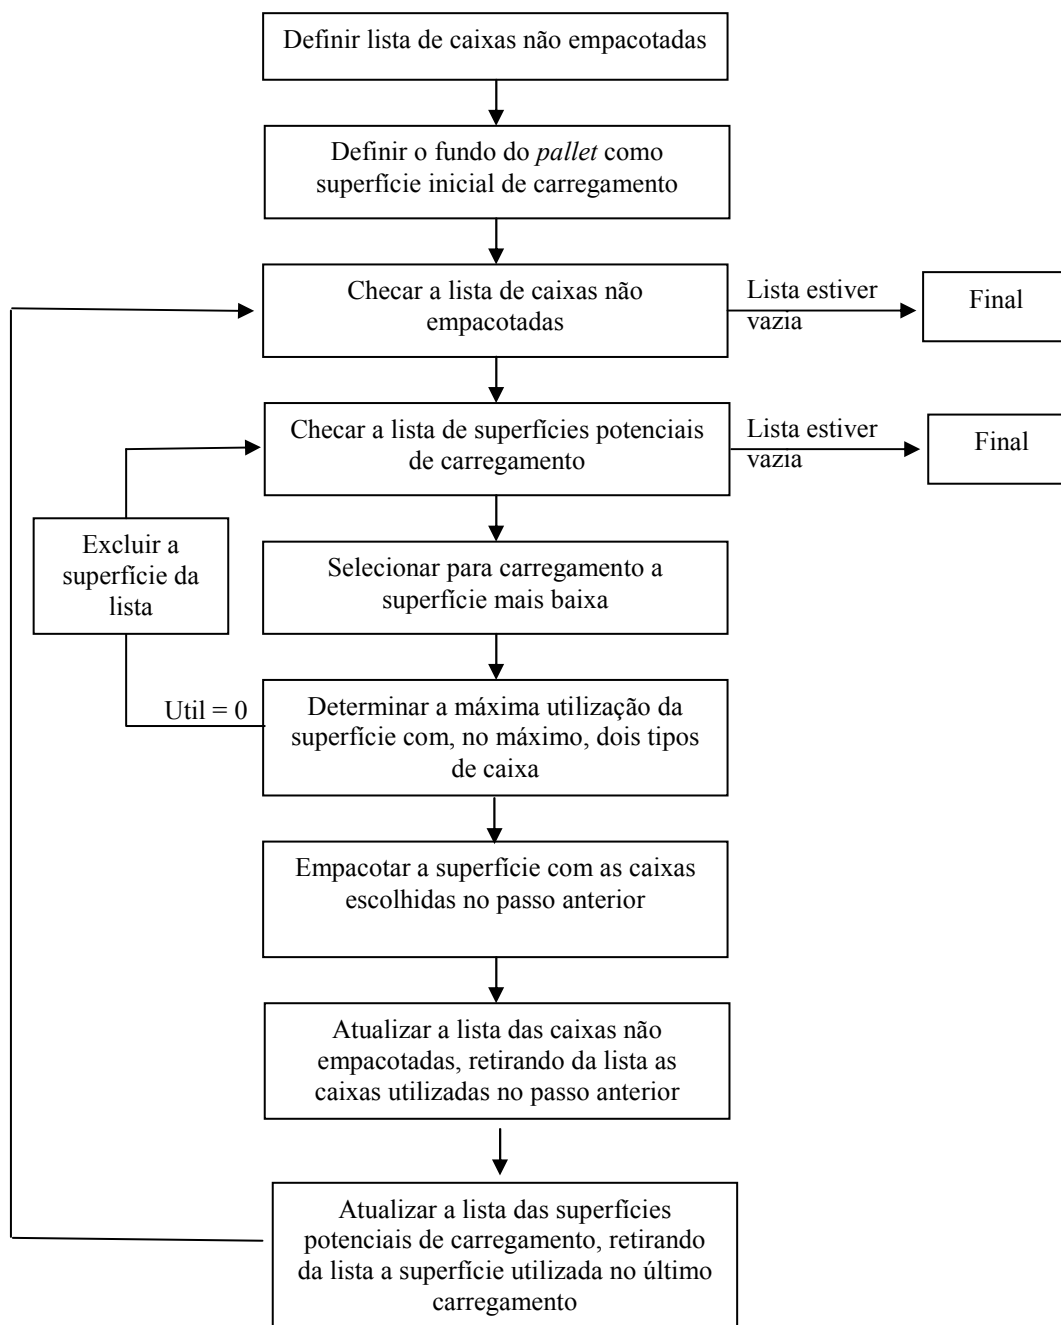 Definir lista de caixas não empacotadas
Definir o fundo do pallet como
superfície inicial de carregamento
Checar a lista de caixas não
empacotadas
Lista estiver
vazia
Final
Checar a lista de superfícies potenciais
de carregamento
Lista estiver
vazia
Final
Excluir a
superfície da
lista
Selecionar para carregamento a
superfície mais baixa
Util = 0
Determinar a máxima utilização da
superfície com, no máximo, dois tipos
de caixa
Empacotar a superfície com as caixas
escolhidas no passo anterior
Atualizar a lista das caixas não
empacotadas, retirando da lista as
caixas utilizadas no passo anterior
Atualizar a lista das superfícies
potenciais de carregamento, retirando
da lista a superfície utilizada no último
carregamento